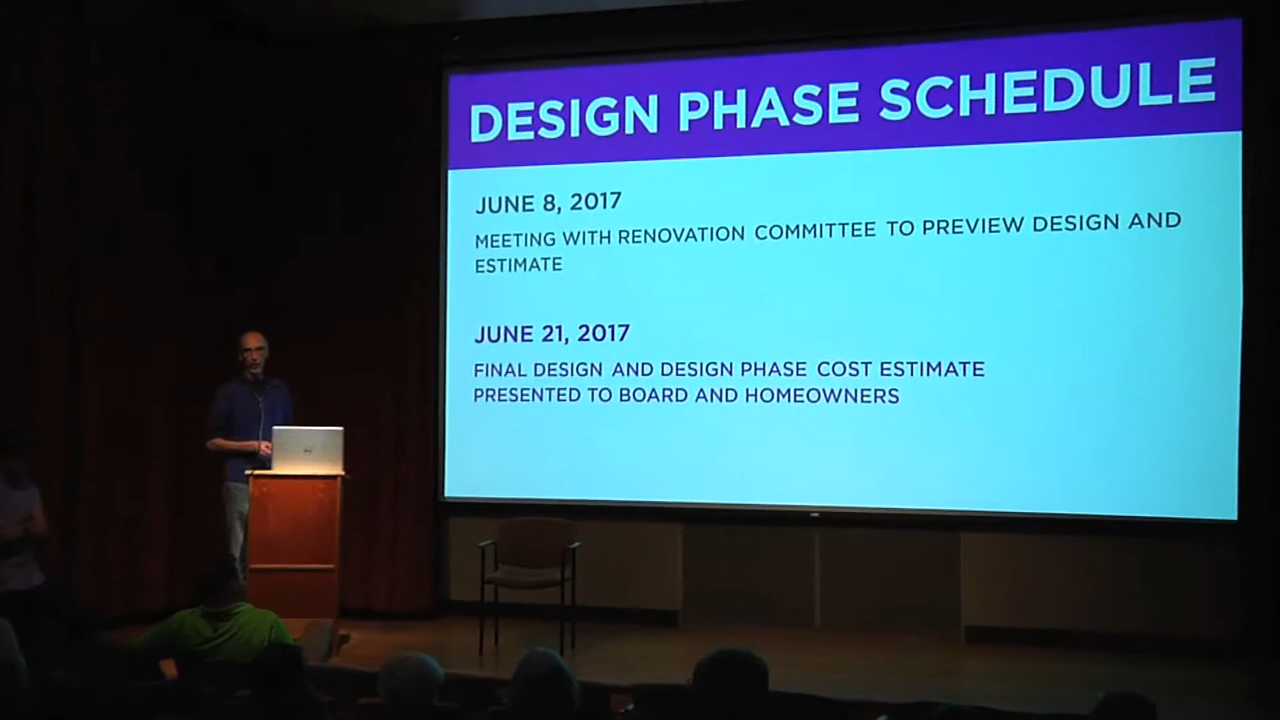 DESIGN PHASE SCHEDULE
JUNE 8, 2017
MEETING WITH RENOVATION COMMITTEE TO PREVIEW DESIGN AND
ESTIMATE
JUNE 21, 2017
FINAL DESIGN AND DESIGN PHASE COST ESTIMATE
PRESENTED TO BOARD AND HOMEOWNERS